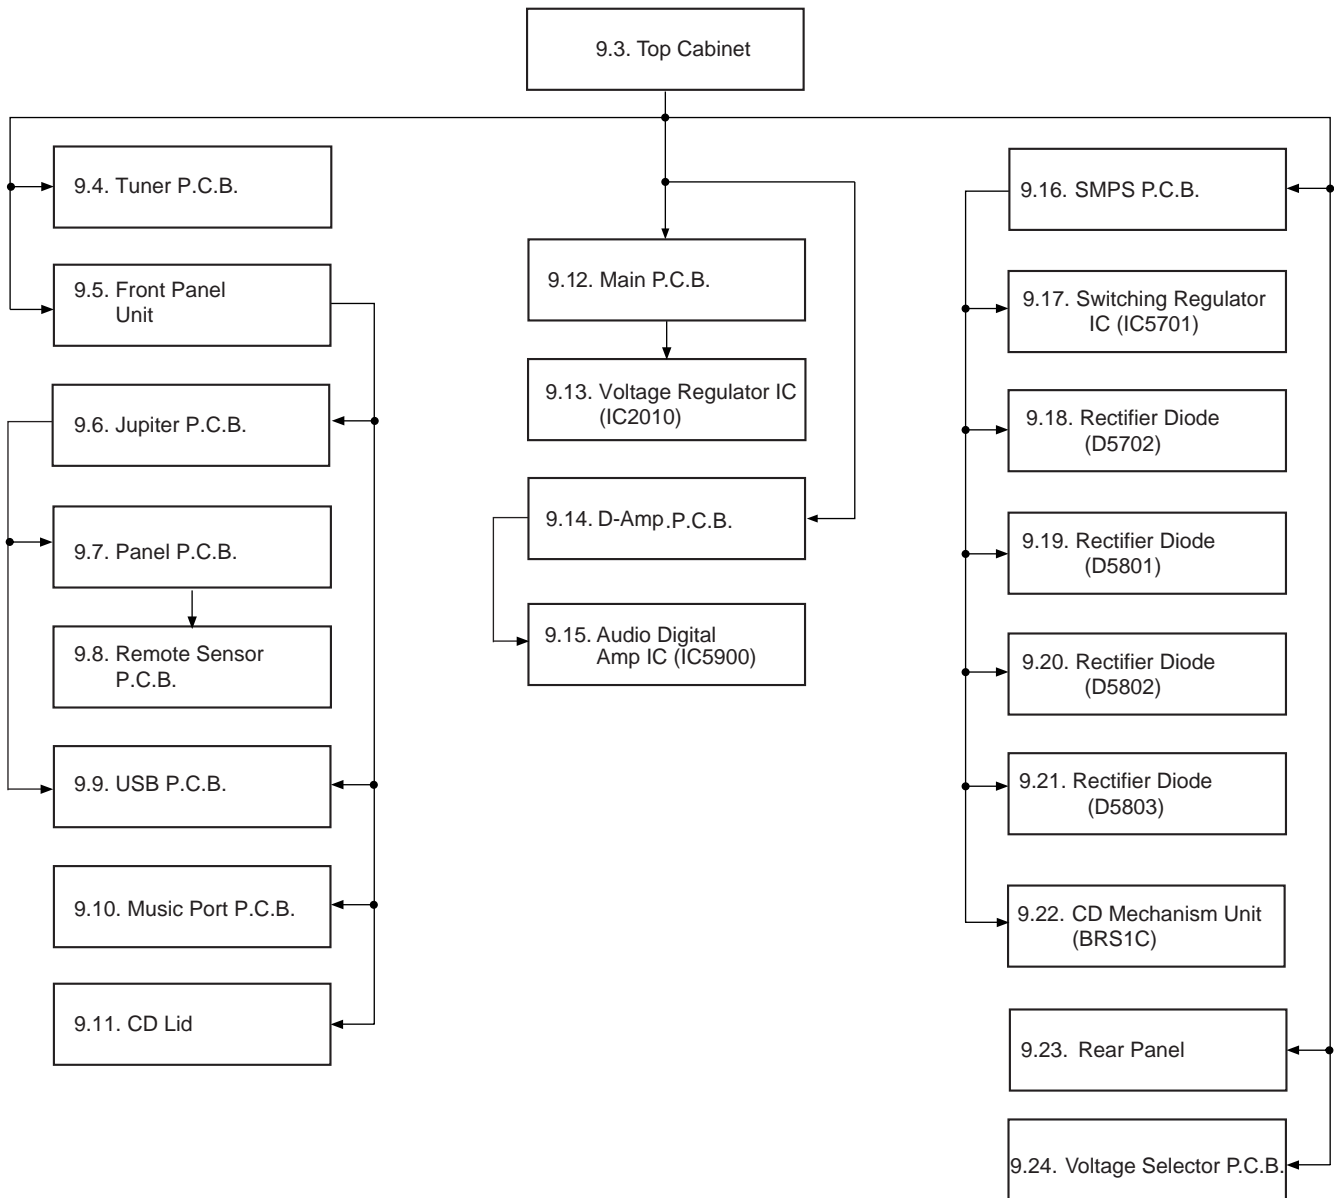 9.3. Top Cabinet
9.4. Tuner P.C.B.
9.5. Front Panel
Unit
9.6. Jupiter P.C.B.
9.7. Panel P.C.B.
9.8. Remote Sensor
P.C.B.
9.9. USB P.C.B.
9.10. Music Port P.C.B.
9.11. CD Lid
9.12. Main P.C.B.
9.13. Voltage Regulator IC
(IC2010)
9.14. D-Amp.P.C.B.
9.15. Audio Digital
Amp IC (IC5900)
9.16. SMPS P.C.B.
9.17. Switching Regulator
IC (IC5701)
9.18. Rectifier Diode
(D5702)
9.19. Rectifier Diode
(D5801)
9.20. Rectifier Diode
(D5802)
9.21. Rectifier Diode
(D5803)
9.22. CD Mechanism Unit
(BRS1C)
9.23. Rear Panel
9.24. Voltage Selector P.C.B.